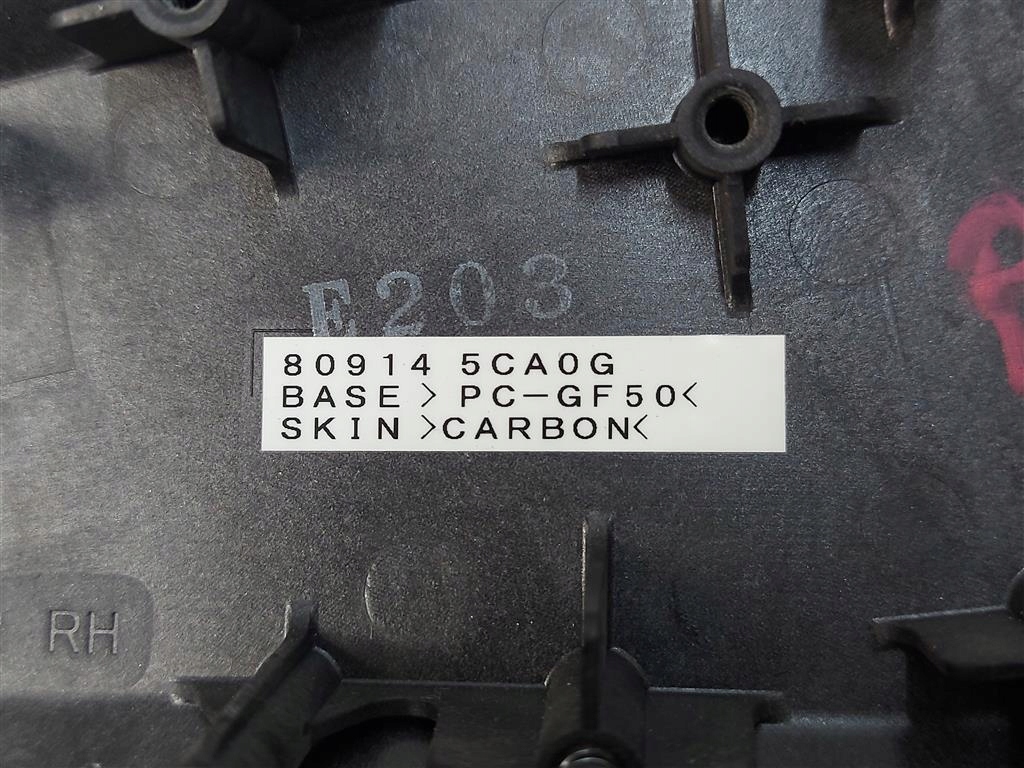 E203
80914 5CA0G
BASE > PC-GF50<
SKIN >CARBON<
RH